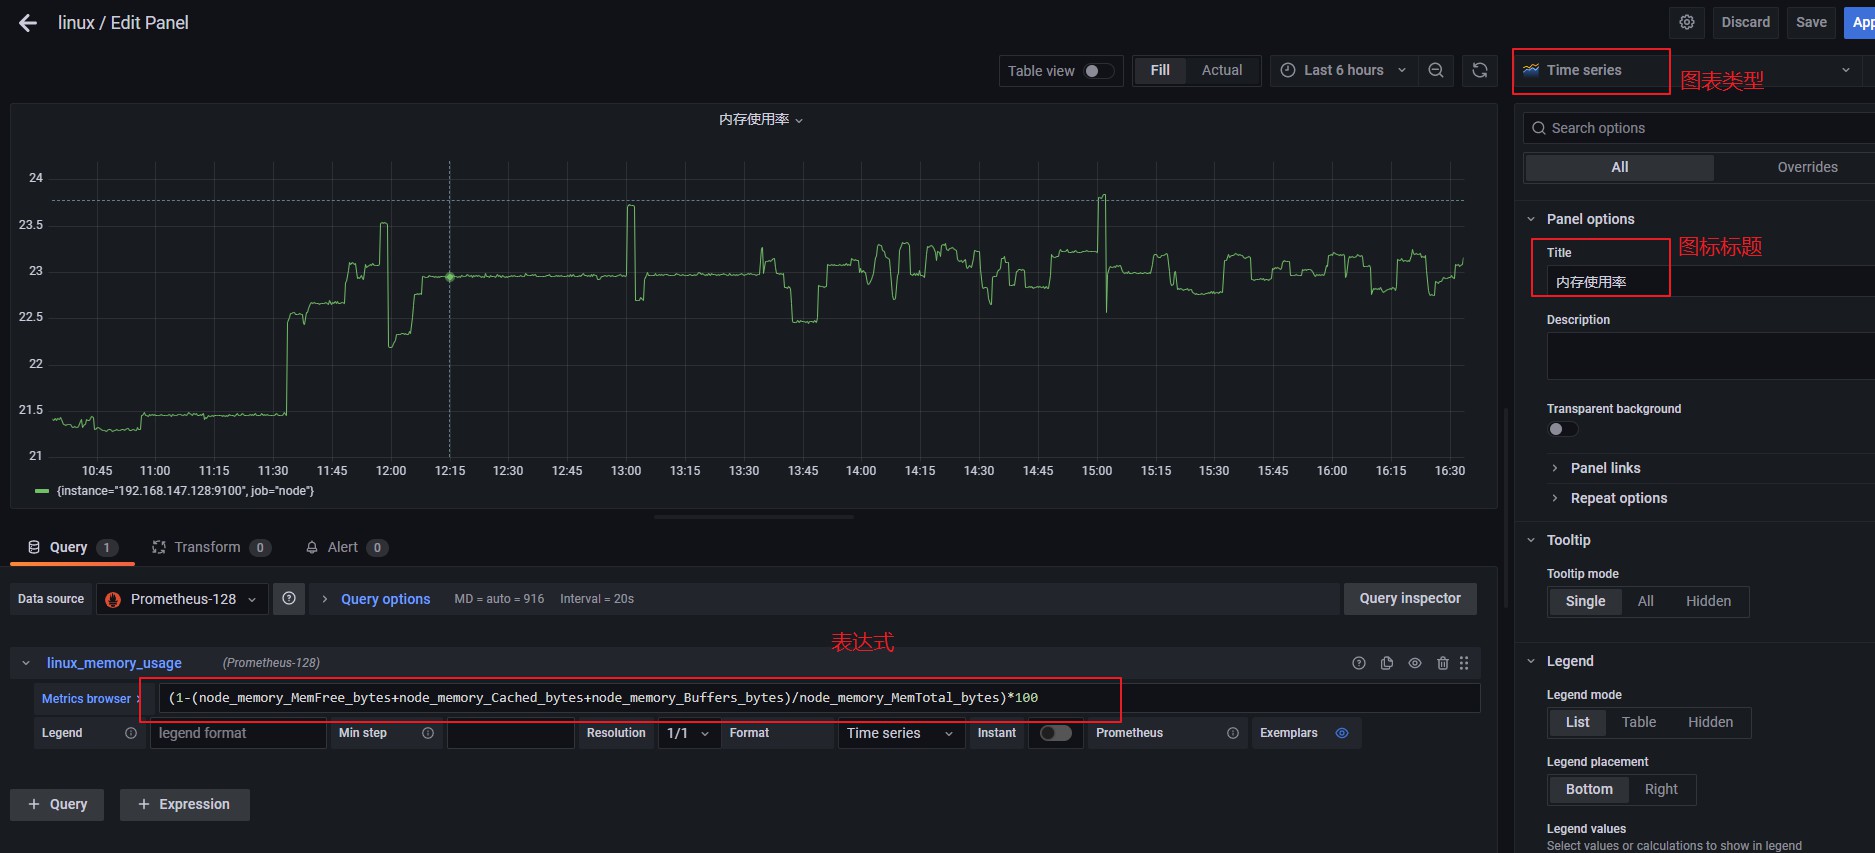 linux / Edit Panel
Discard
Save
App
Table view
Fill
Actual
Last 6 hours
Time series
图表类型
内存使用率
Search options
All
Overrides
Panel options
Title
图标标题
内存使用率
Description
Transparent background
Panel links
Repeat options
24
23.5
23
22.5
22
21.5
21
10:45 11:00 11:15 11:30 11:45 12:00 12:15 12:30 12:45 13:00 13:15 13:30 13:45 14:00 14:15 14:30 14:45 15:00 15:15 15:30 15:45 16:00 16:15 16:30
{instance="192.168.147.128:9100", job="node"}
Query 1
Transform 0
Alert 0
Tooltip
Tooltip mode
Single
All
Hidden
Data source
Prometheus-128
Query options
MD = auto = 916
Interval = 20s
Query inspector
表达式
linux_memory_usage
(Prometheus-128)
Metrics browser
(1-(node_memory_MemFree_bytes+node_memory_Cached_bytes+node_memory_Buffers_bytes)/node_memory_MemTotal_bytes)*100
Legend
legend format
Min step
Resolution
1/1
Format
Time series
Instant
Prometheus
Exemplars
+ Query
+ Expression
Legend
Legend mode
List
Table
Hidden
Legend placement
Bottom
Right
Legend values
Select values or calculations to show in legend